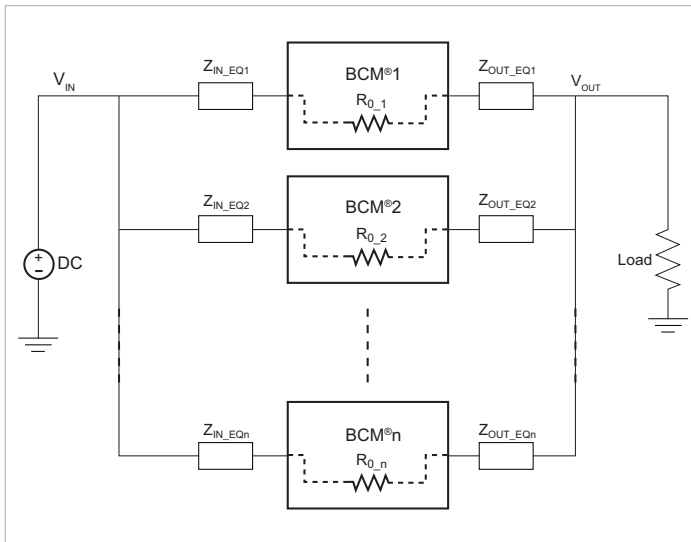 Z_IN_EQ1
BCM®1
Z_OUT_EQ1
V_IN
R_0_1
V_OUT
Z_IN_EQ2
BCM®2
Z_OUT_EQ2
R_0_2
+
–
DC
Load
Z_IN_EQn
BCM®n
Z_OUT_EQn
R_0_n